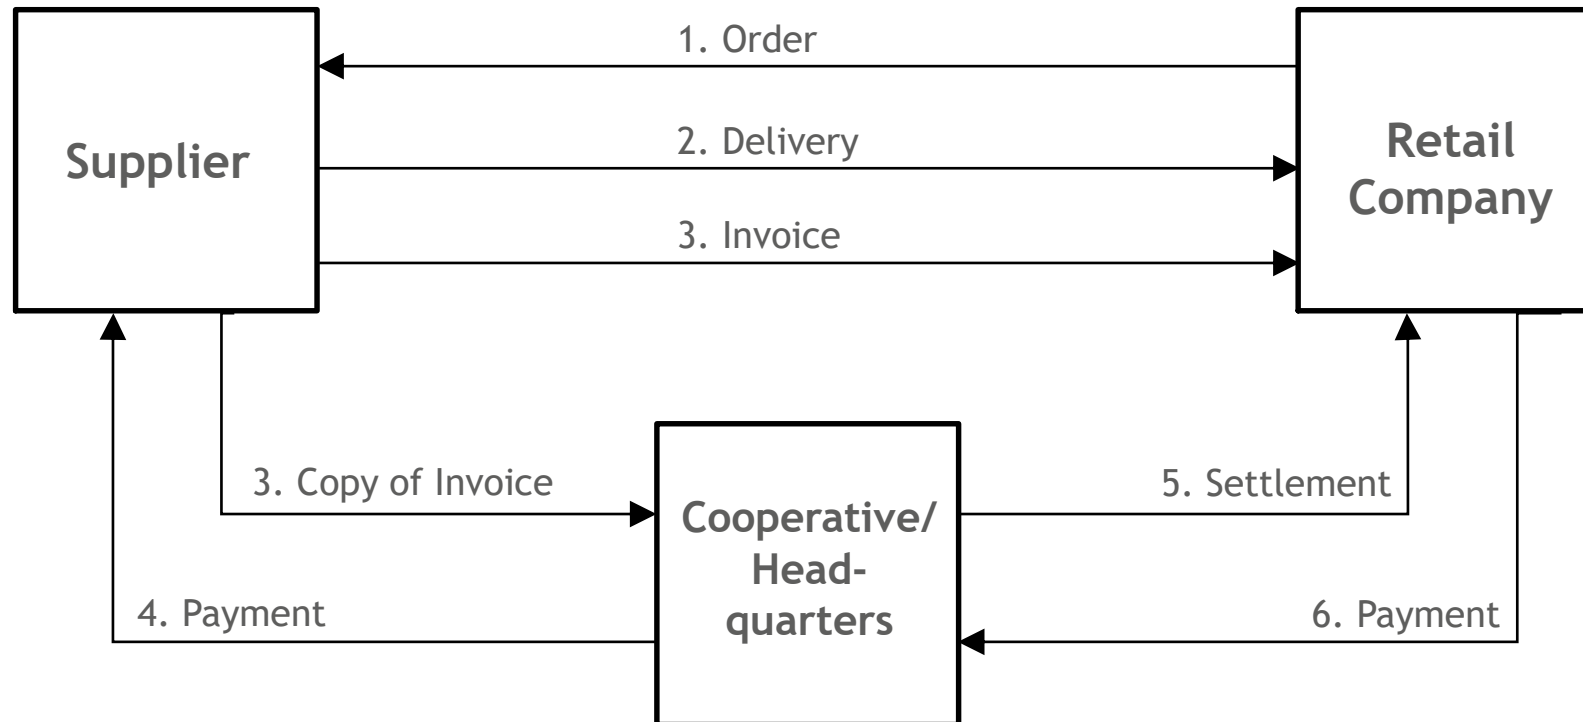 1. Order
Supplier
2. Delivery
Retail
Company
3. Invoice
3. Copy of Invoice
5. Settlement
Cooperative/
Head-
quarters
4. Payment
6. Payment